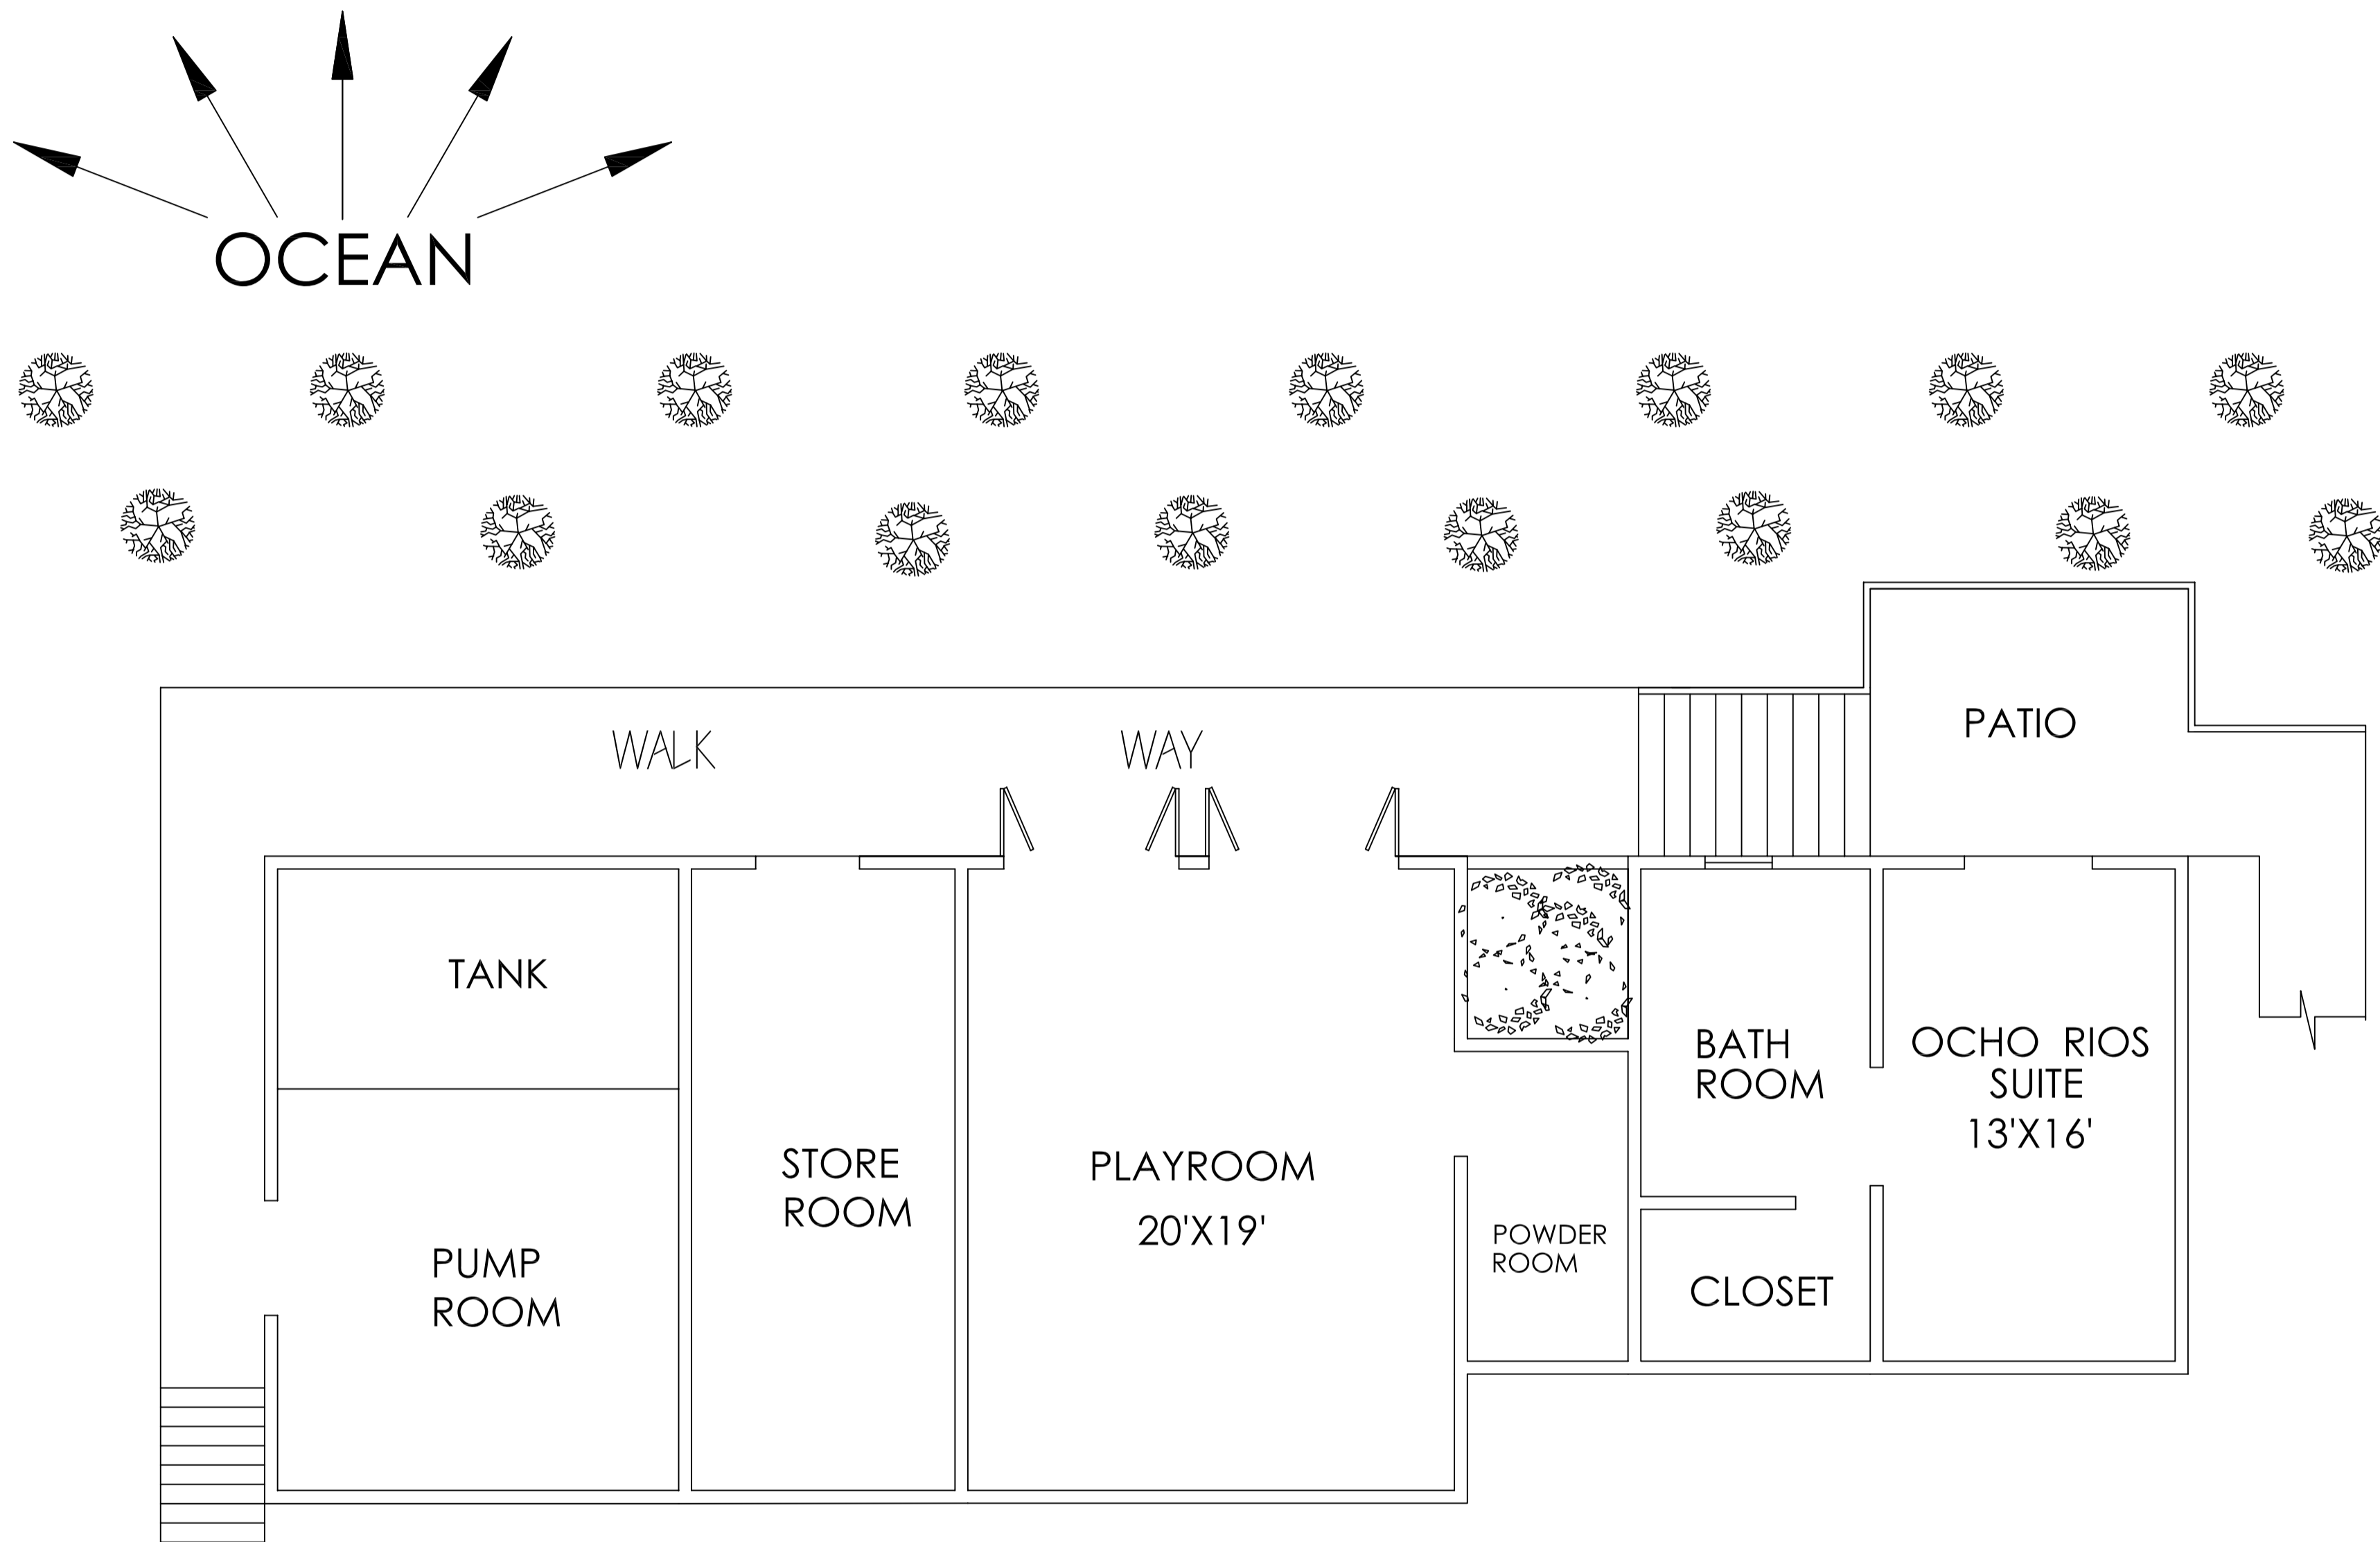 OCEAN
WALK WAY
PATIO
TANK
BATH
ROOM
OCHO RIOS
SUITE
13'X16'
STORE
ROOM
PLAYROOM
20'X19'
POWDER
ROOM
PUMP
ROOM
CLOSET